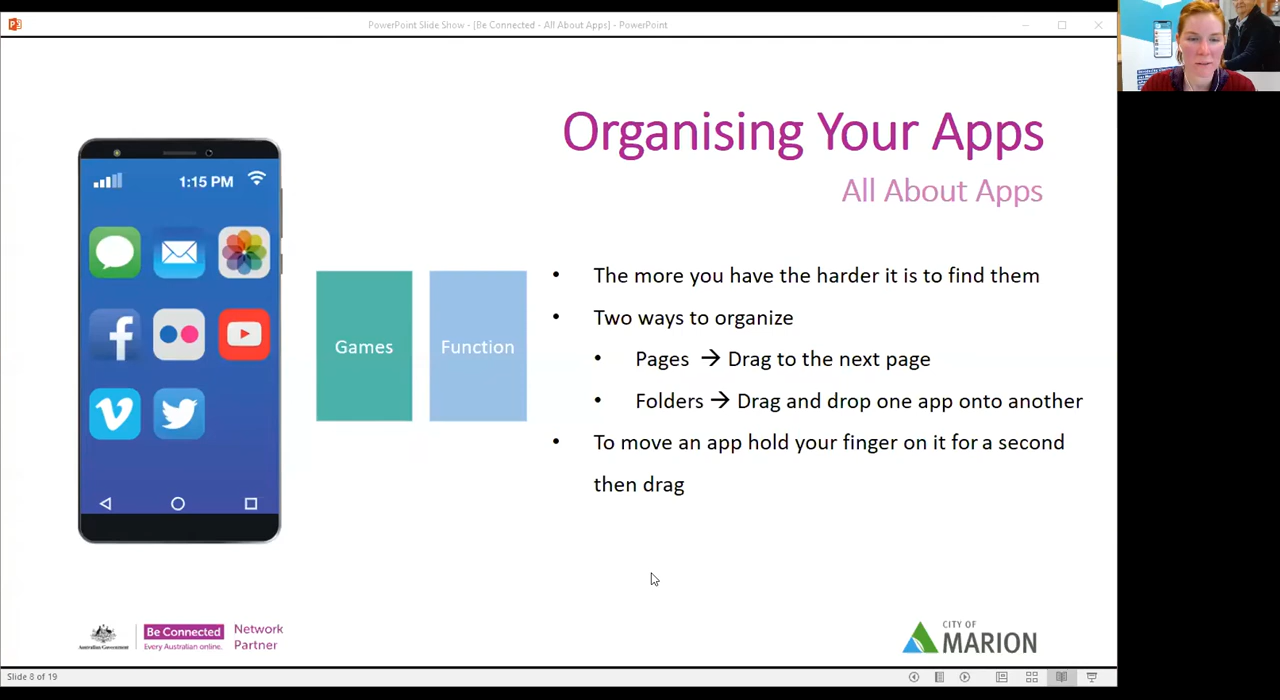 PowerPoint Slide Show - [Be Connected - All About Apps] - PowerPoint
Organising Your Apps
All About Apps
1:15 PM
Games
Function
• The more you have the harder it is to find them
• Two ways to organize
• Pages → Drag to the next page
• Folders → Drag and drop one app onto another
• To move an app hold your finger on it for a second
then drag
Australian Government
Be Connected
Every Australian online.
Network
Partner
CITY OF
MARION
Slide 8 of 19